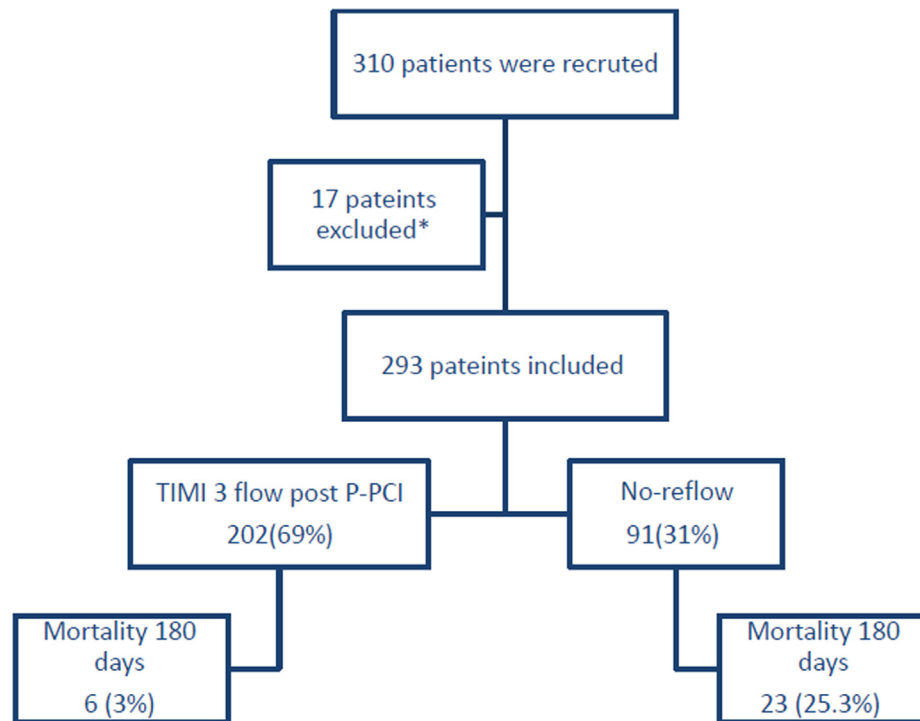 310 patients were recruted
17 pateints
excluded*
293 pateints included
TIMI 3 flow post P-PCI
202(69%)
No-reflow
91(31%)
Mortality 180
days
6 (3%)
Mortality 180
days
23 (25.3%)